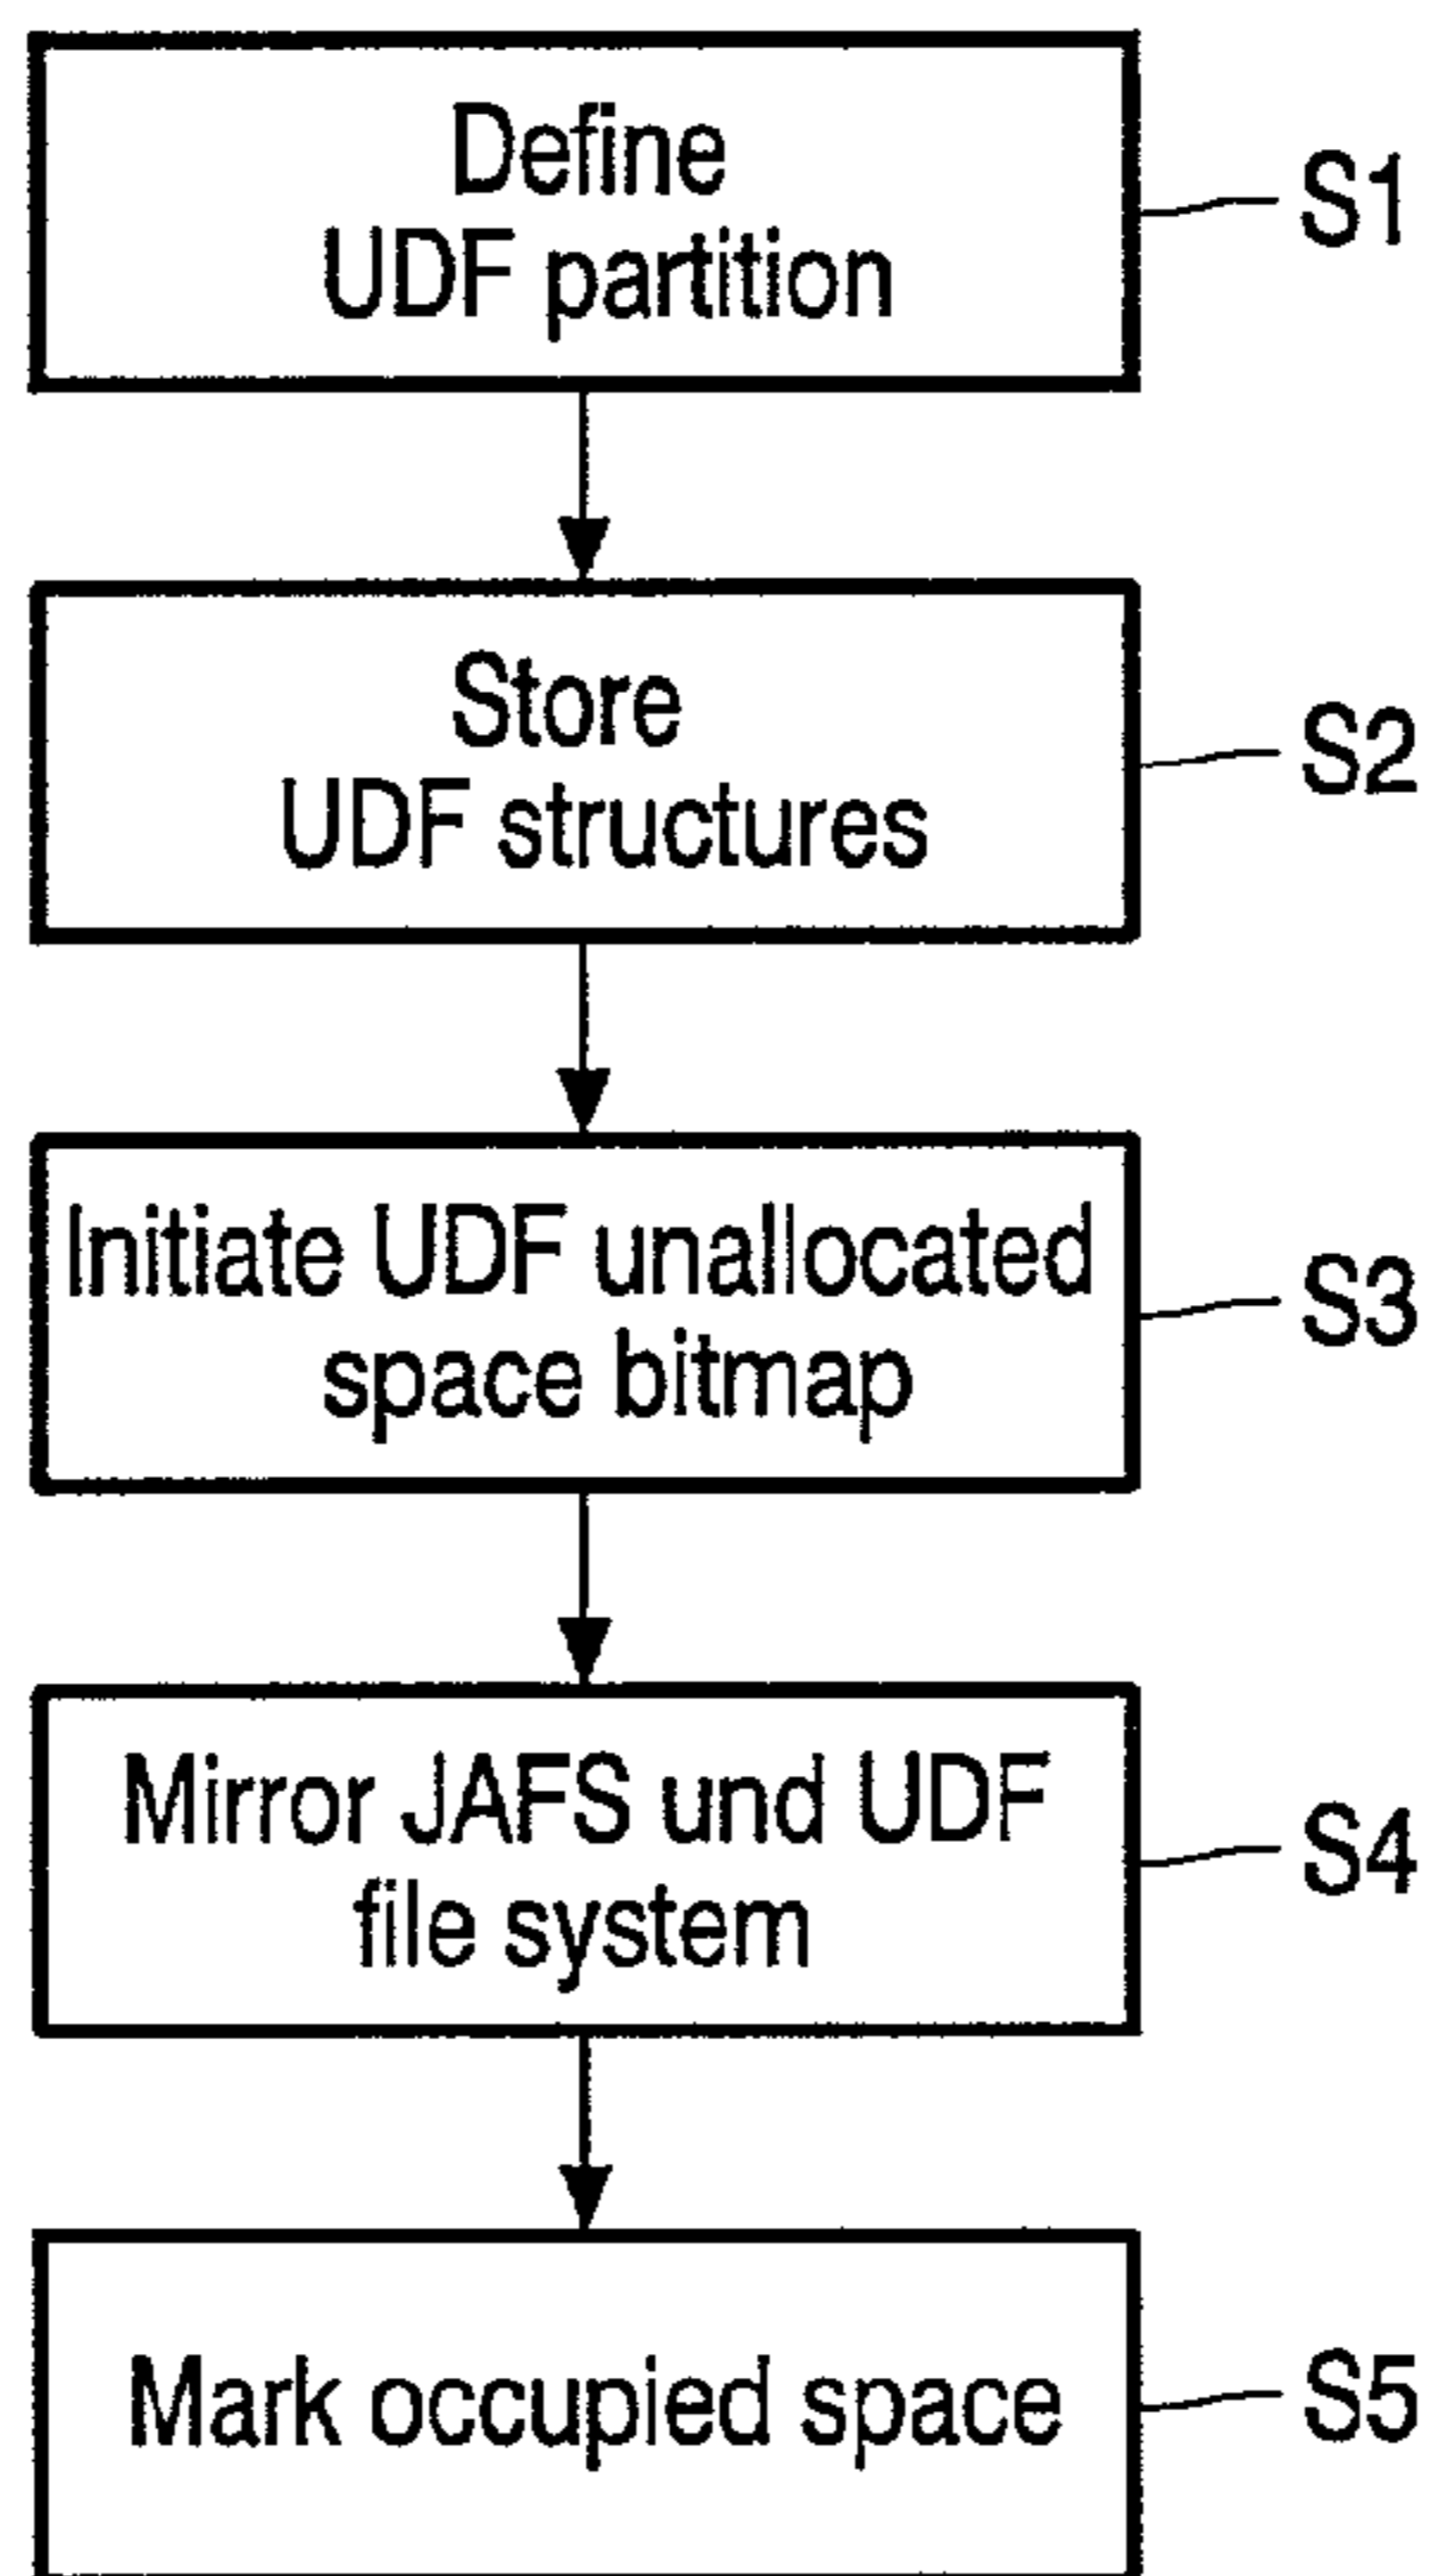 Define
UDF partition
S1
Store
UDF structures
S2
Initiate UDF unallocated
space bitmap
S3
Mirror JAFS und UDF
file system
S4
Mark occupied space
S5